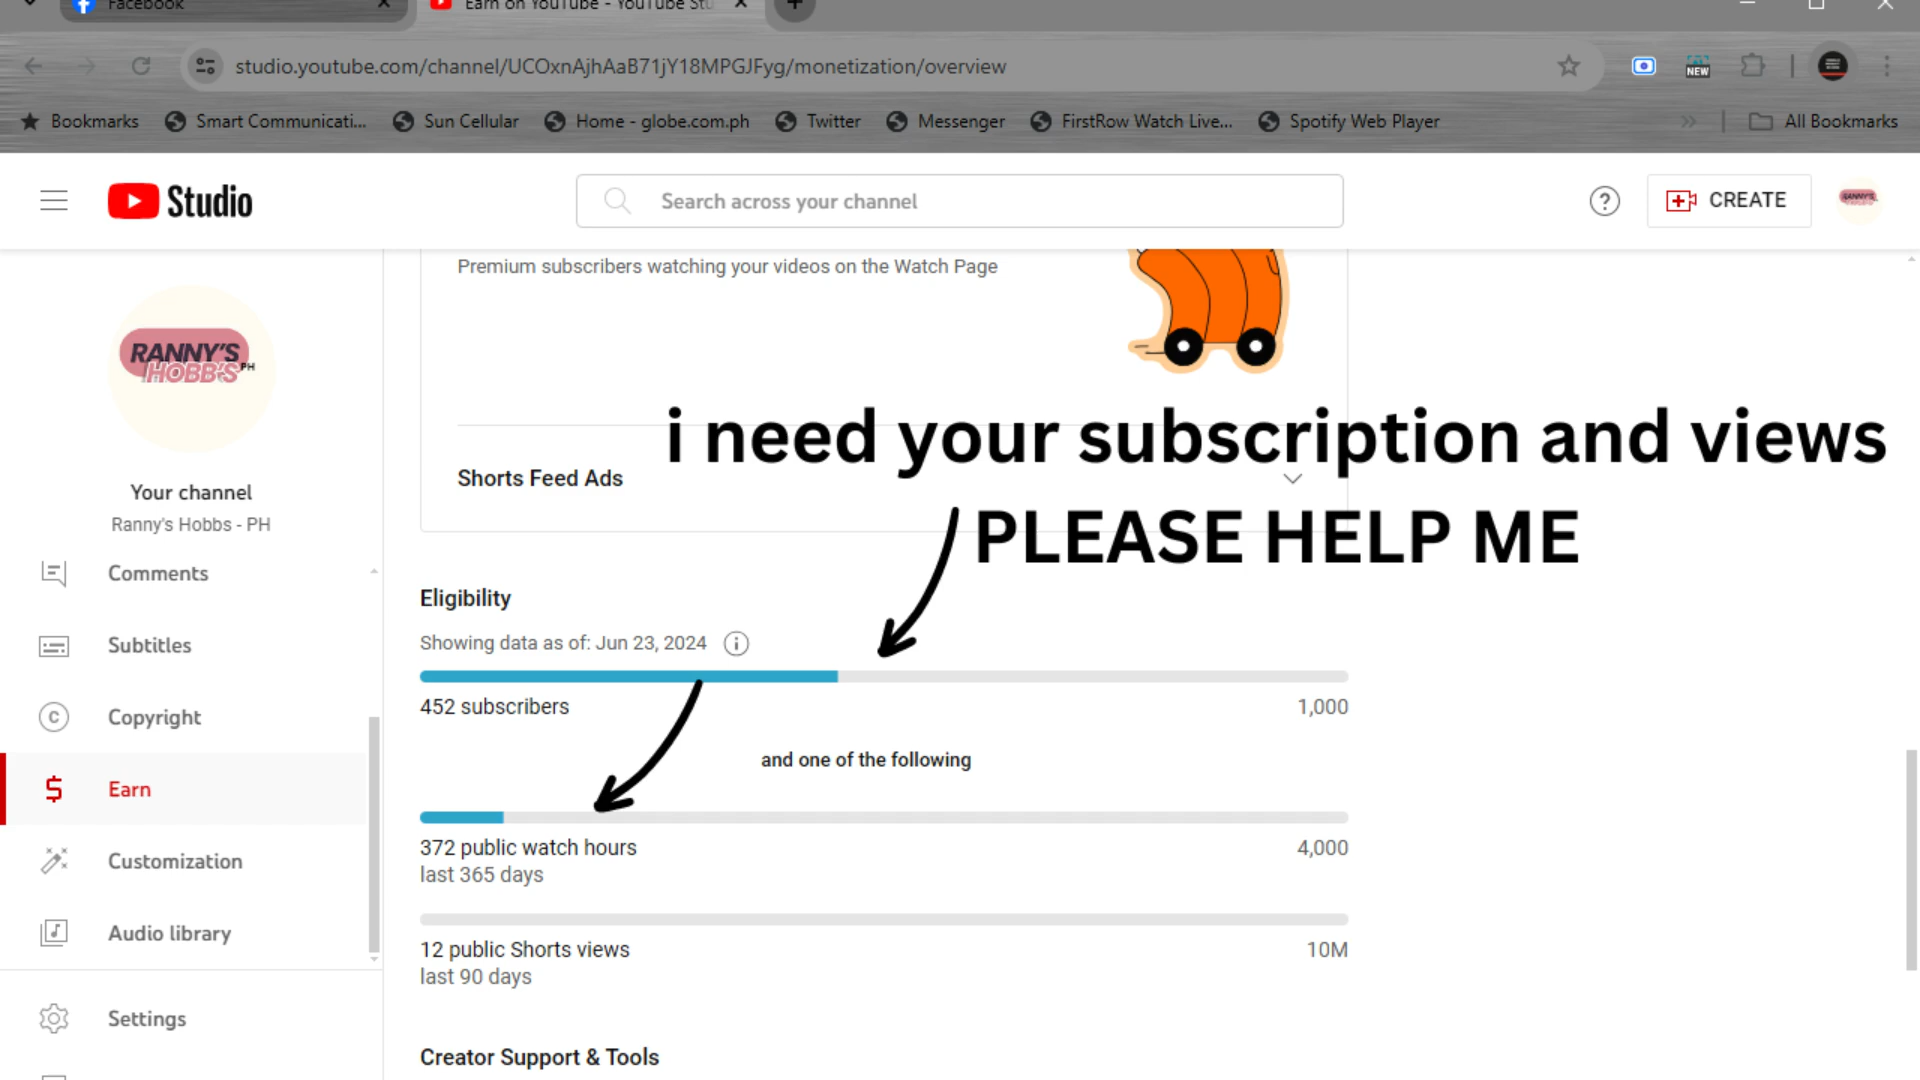 Facebook
Earn on YouTube - YouTube Stu
studio.youtube.com/channel/UCOxnAjhAaB71jY18MPGJFyg/monetization/overview
NEW
Bookmarks Smart Communicati... Sun Cellular Home - globe.com.ph Twitter Messenger FirstRow Watch Live... Spotify Web Player All Bookmarks
Studio
Search across your channel
CREATE
Premium subscribers watching your videos on the Watch Page
RANNY'S
HOBB'S PH
Your channel
Ranny's Hobbs - PH
Comments
Subtitles
Copyright
Earn
Customization
Audio library
Settings
i need your subscription and views
PLEASE HELP ME
Shorts Feed Ads
Eligibility
Showing data as of: Jun 23, 2024
452 subscribers 1,000
and one of the following
372 public watch hours 4,000
last 365 days
12 public Shorts views 10M
last 90 days
Creator Support & Tools